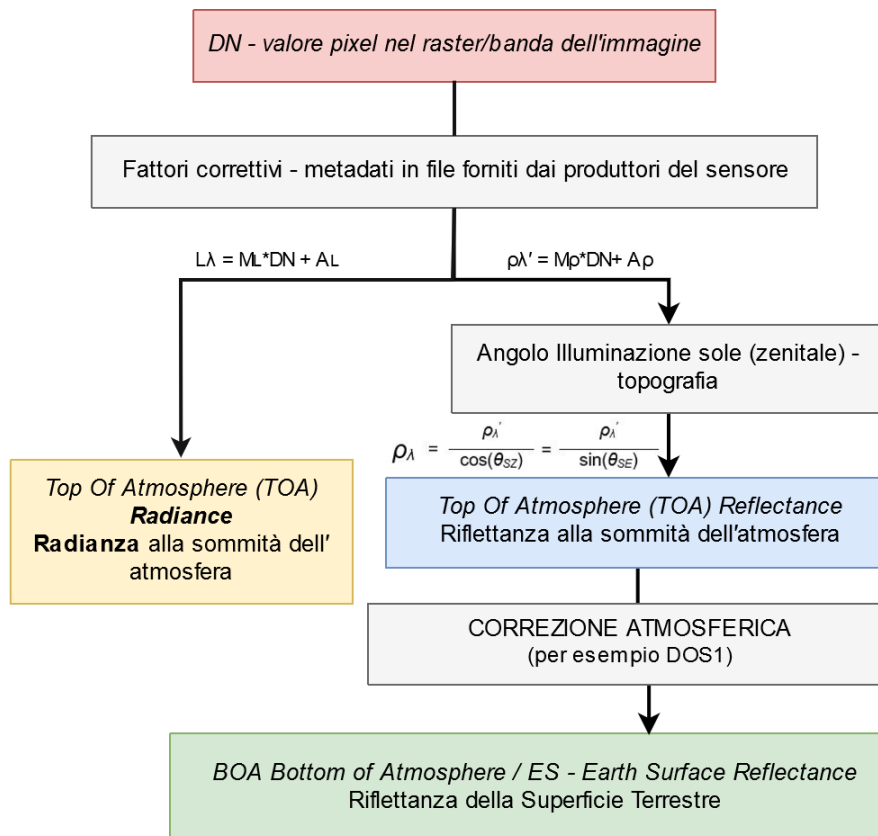 DN - valore pixel nel raster/banda dell'immagine
Fattori correttivi - metadati in file forniti dai produttori del sensore
Lλ = ML*DN + AL
ρλ′ = Mρ*DN+ Aρ
Angolo Illuminazione sole (zenitale) -
topografia
ρλ = ρλ' / cos(θSZ) = ρλ' / sin(θSE)
Top Of Atmosphere (TOA)
Radiance
Radianza alla sommità dell′
atmosfera
Top Of Atmosphere (TOA) Reflectance
Riflettanza alla sommità dell′atmosfera
CORREZIONE ATMOSFERICA
(per esempio DOS1)
BOA Bottom of Atmosphere / ES - Earth Surface Reflectance
Riflettanza della Superficie Terrestre